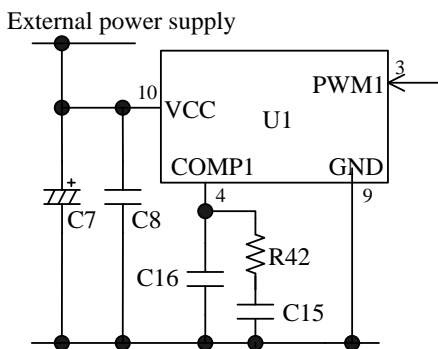 External power supply
3
10
PWM1
VCC
U1
COMP1
GND
4
9
+
C7
C8
R42
C16
C15